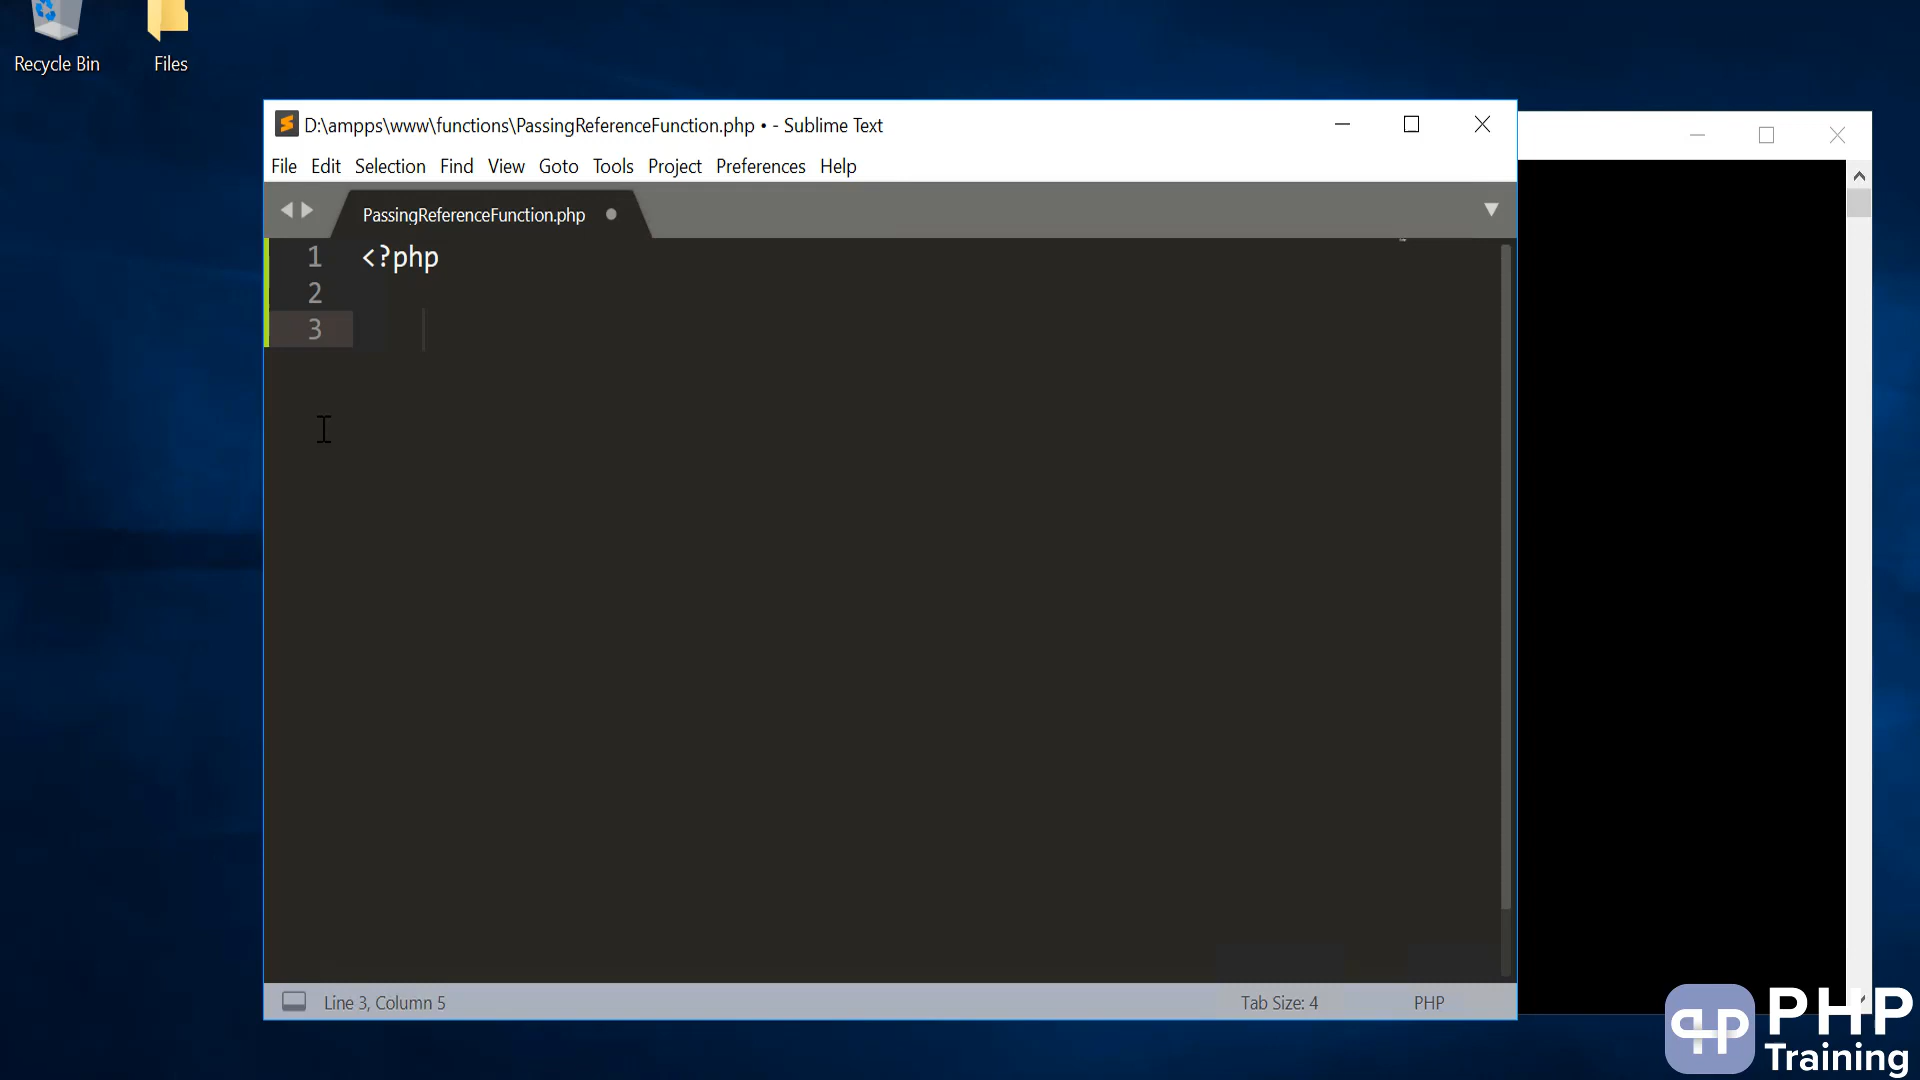 Recycle Bin
Files
D:\ampps\www\functions\PassingReferenceFunction.php • - Sublime Text
File Edit Selection Find View Goto Tools Project Preferences Help
PassingReferenceFunction.php
1 <?php
2
3
Line 3, Column 5
Tab Size: 4
PHP
php
PHP
Training